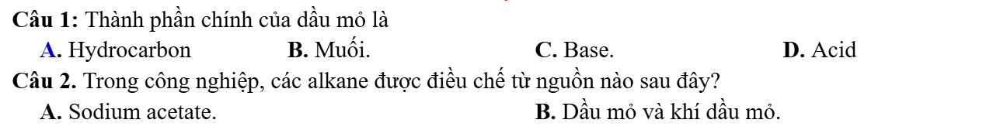 Câu 1: Thành phần chính của dầu mỏ là
A. Hydrocarbon B. Muối. C. Base. D. Acid
Câu 2. Trong công nghiệp, các alkane được điều chế từ nguồn nào sau đây?
A. Sodium acetate. B. Dầu mỏ và khí dầu mỏ.